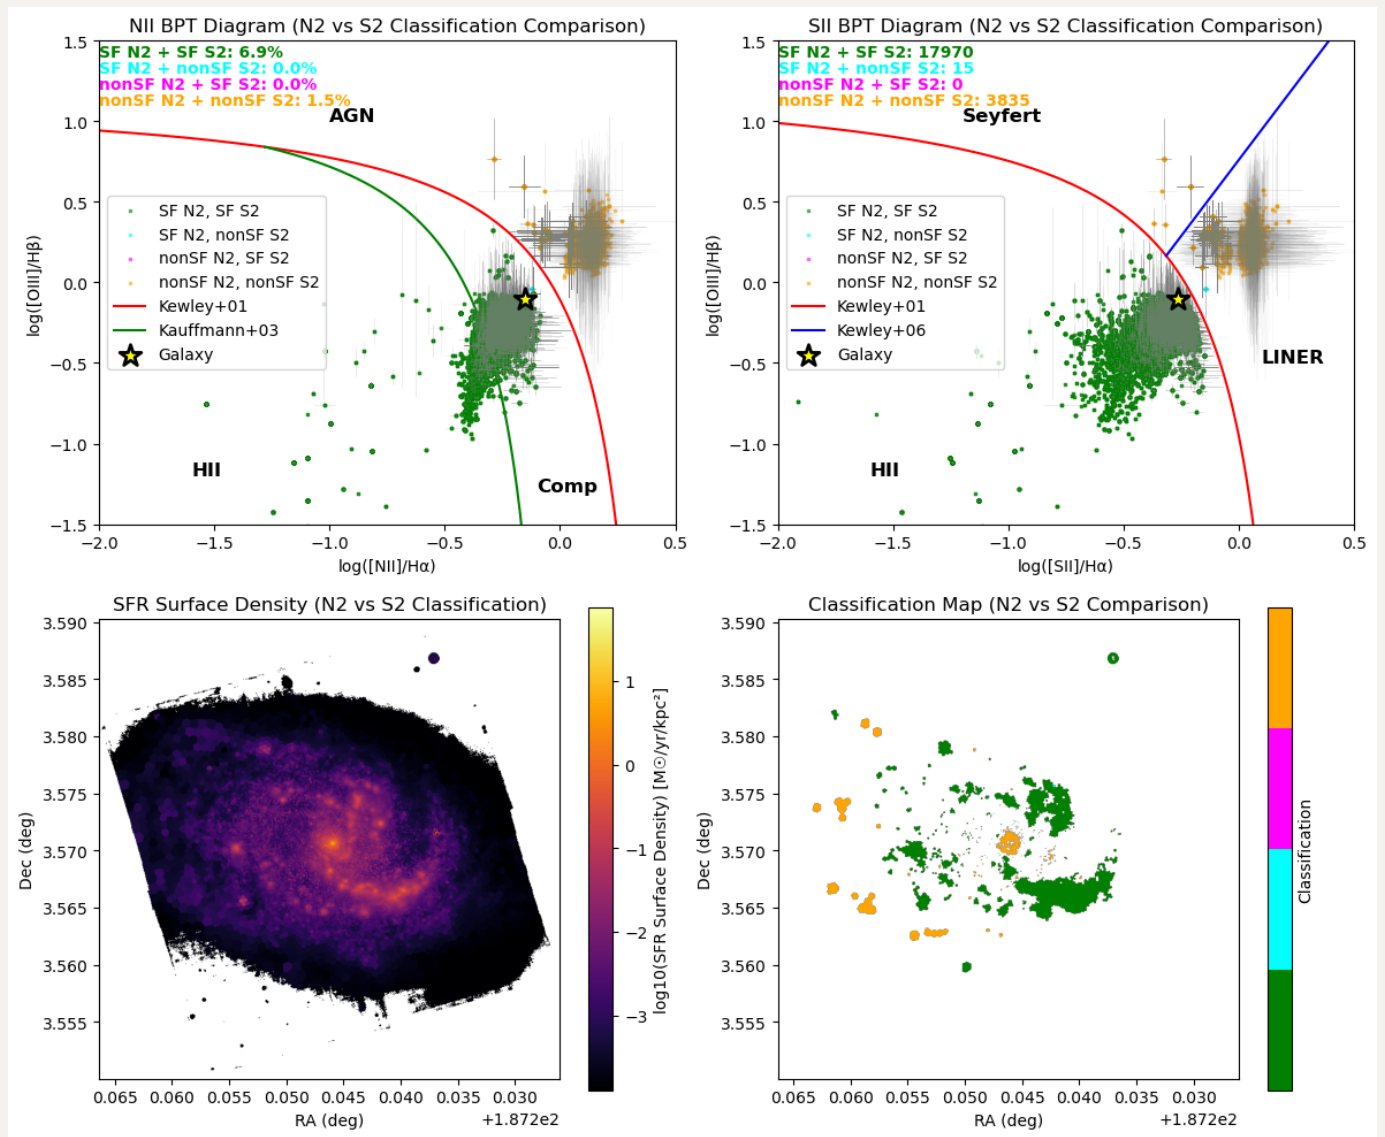 NII BPT Diagram (N2 vs S2 Classification Comparison)
SF N2 + SF S2: 6.9%
SF N2 + nonSF S2: 0.0%
nonSF N2 + SF S2: 0.0%
nonSF N2 + nonSF S2: 1.5%
AGN
SF N2, SF S2
SF N2, nonSF S2
nonSF N2, SF S2
nonSF N2, nonSF S2
Kewley+01
Kauffmann+03
Galaxy
HII
Comp
1.5
1.0
0.5
0.0
−0.5
−1.0
−1.5
log([OIII]/Hβ)
−2.0 −1.5 −1.0 −0.5 0.0 0.5
log([NII]/Hα)
SII BPT Diagram (N2 vs S2 Classification Comparison)
SF N2 + SF S2: 17970
SF N2 + nonSF S2: 15
nonSF N2 + SF S2: 0
nonSF N2 + nonSF S2: 3835
Seyfert
SF N2, SF S2
SF N2, nonSF S2
nonSF N2, SF S2
nonSF N2, nonSF S2
Kewley+01
Kewley+06
Galaxy
LINER
HII
1.5
1.0
0.5
0.0
−0.5
−1.0
−1.5
log([OIII]/Hβ)
−2.0 −1.5 −1.0 −0.5 0.0 0.5
log([SII]/Hα)
SFR Surface Density (N2 vs S2 Classification)
3.590
3.585
3.580
3.575
3.570
3.565
3.560
3.555
Dec (deg)
0.065 0.060 0.055 0.050 0.045 0.040 0.035 0.030
RA (deg)
+1.872e2
1
0
−1
−2
−3
log10(SFR Surface Density) [M☉/yr/kpc²]
Classification Map (N2 vs S2 Comparison)
3.590
3.585
3.580
3.575
3.570
3.565
3.560
3.555
Dec (deg)
0.065 0.060 0.055 0.050 0.045 0.040 0.035 0.030
RA (deg)
+1.872e2
Classification